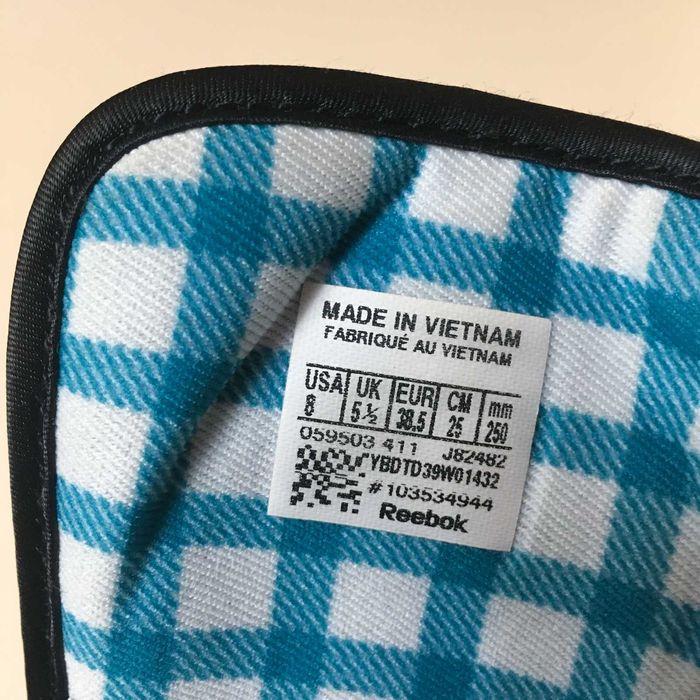 MADE IN VIETNAM
FABRIQUÉ AU VIETNAM
USA UK EUR CM mm
8 5½ 38.5 25 250
059503 411 J82482
YBDTD39W01432
#103534944
Reebok